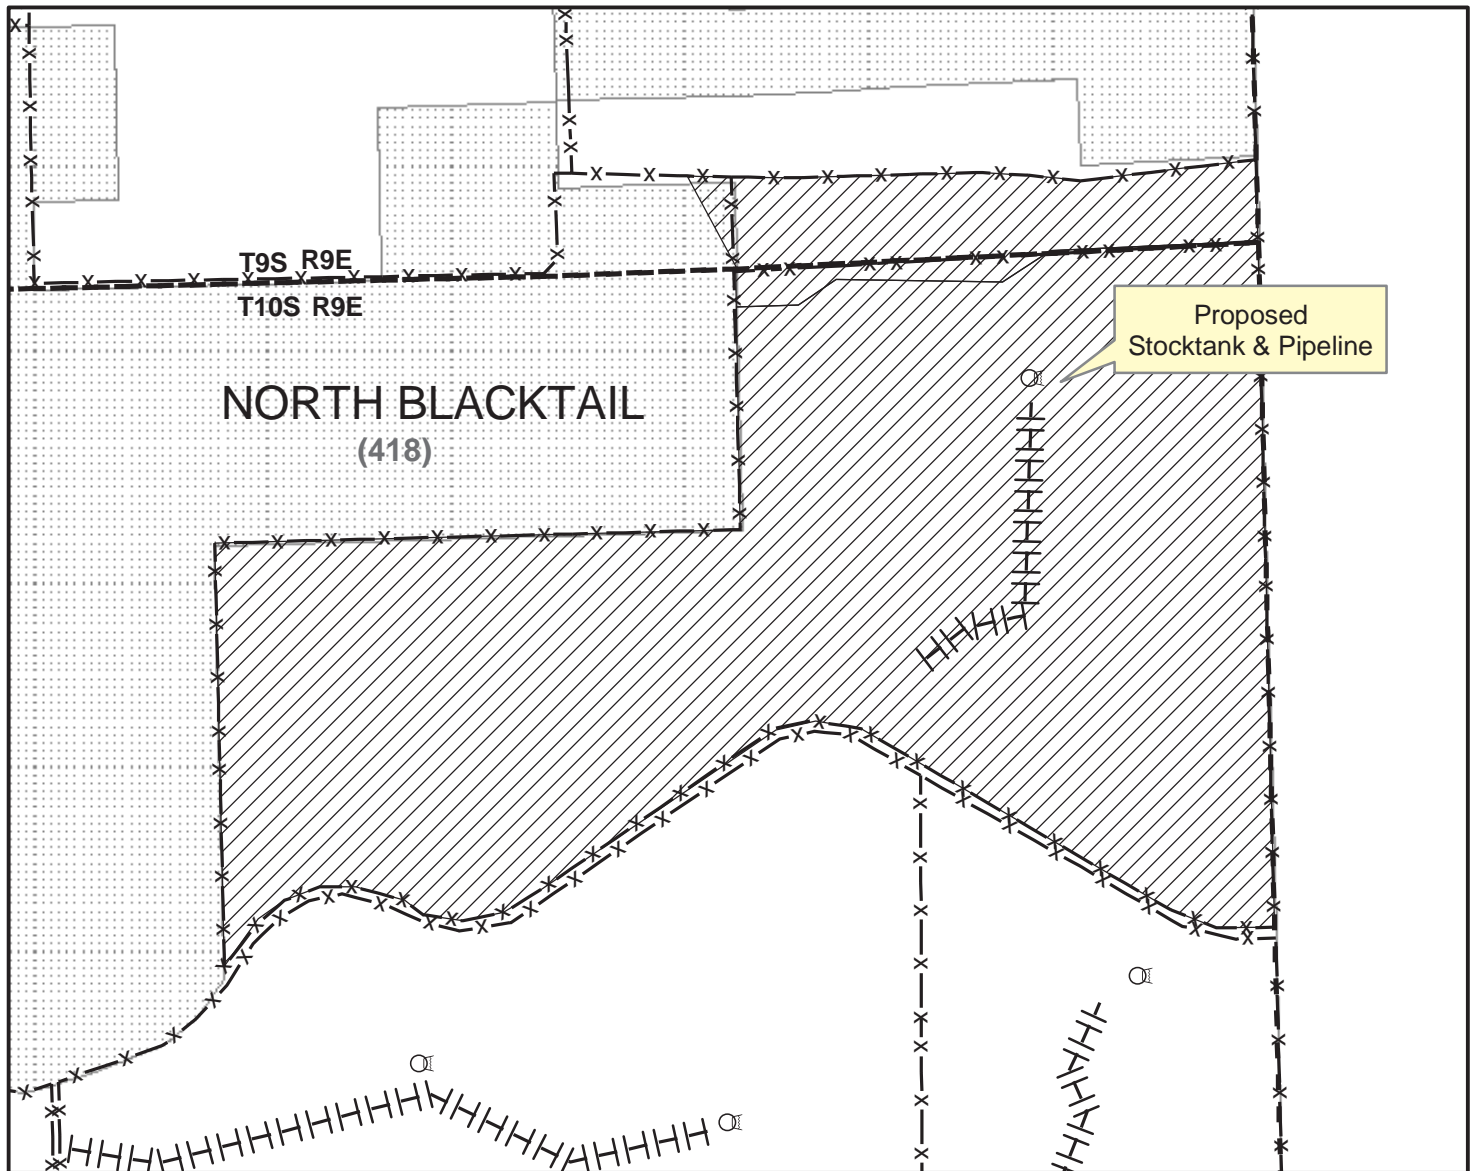 T9S R9E
T10S R9E
Proposed
Stocktank & Pipeline
NORTH BLACKTAIL
(418)